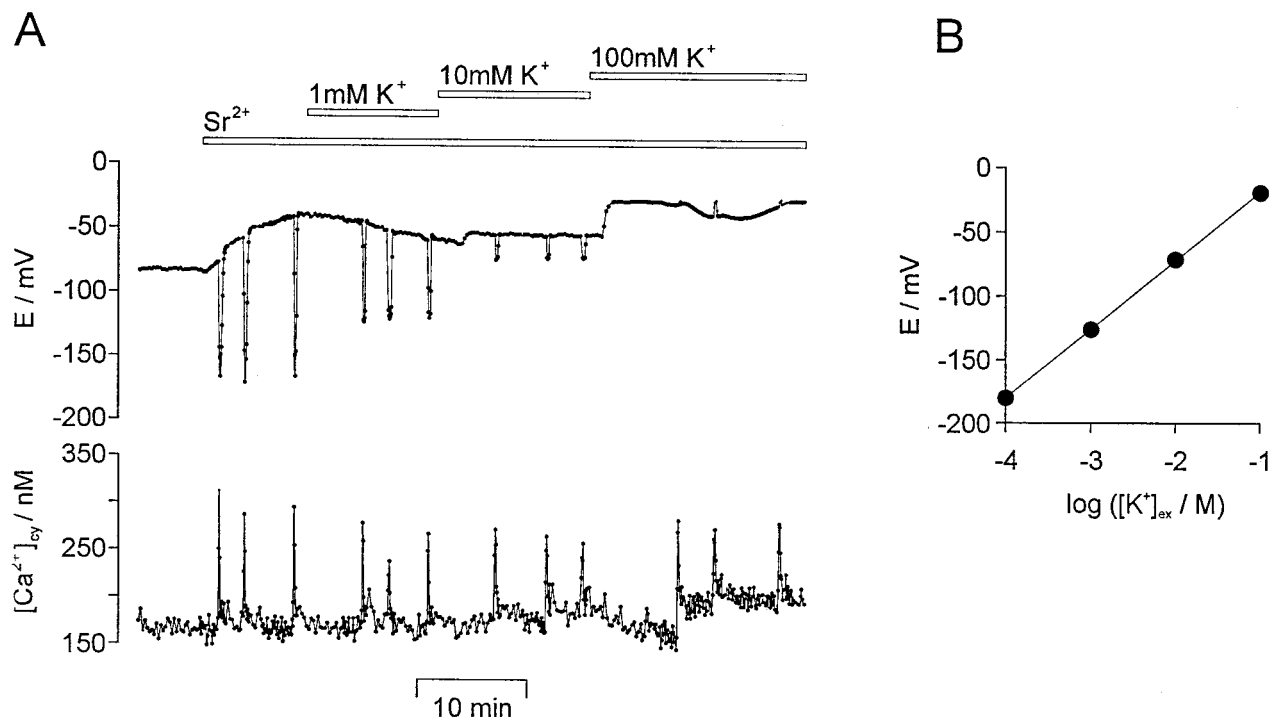 A
100mM K⁺
10mM K⁺
1mM K⁺
Sr²⁺
0
-50
-100
-150
-200
E / mV
350
250
150
[Ca²⁺]cy / nM
10 min
B
0
-50
-100
-150
-200
E / mV
-4 -3 -2 -1
log ([K⁺]ex / M)